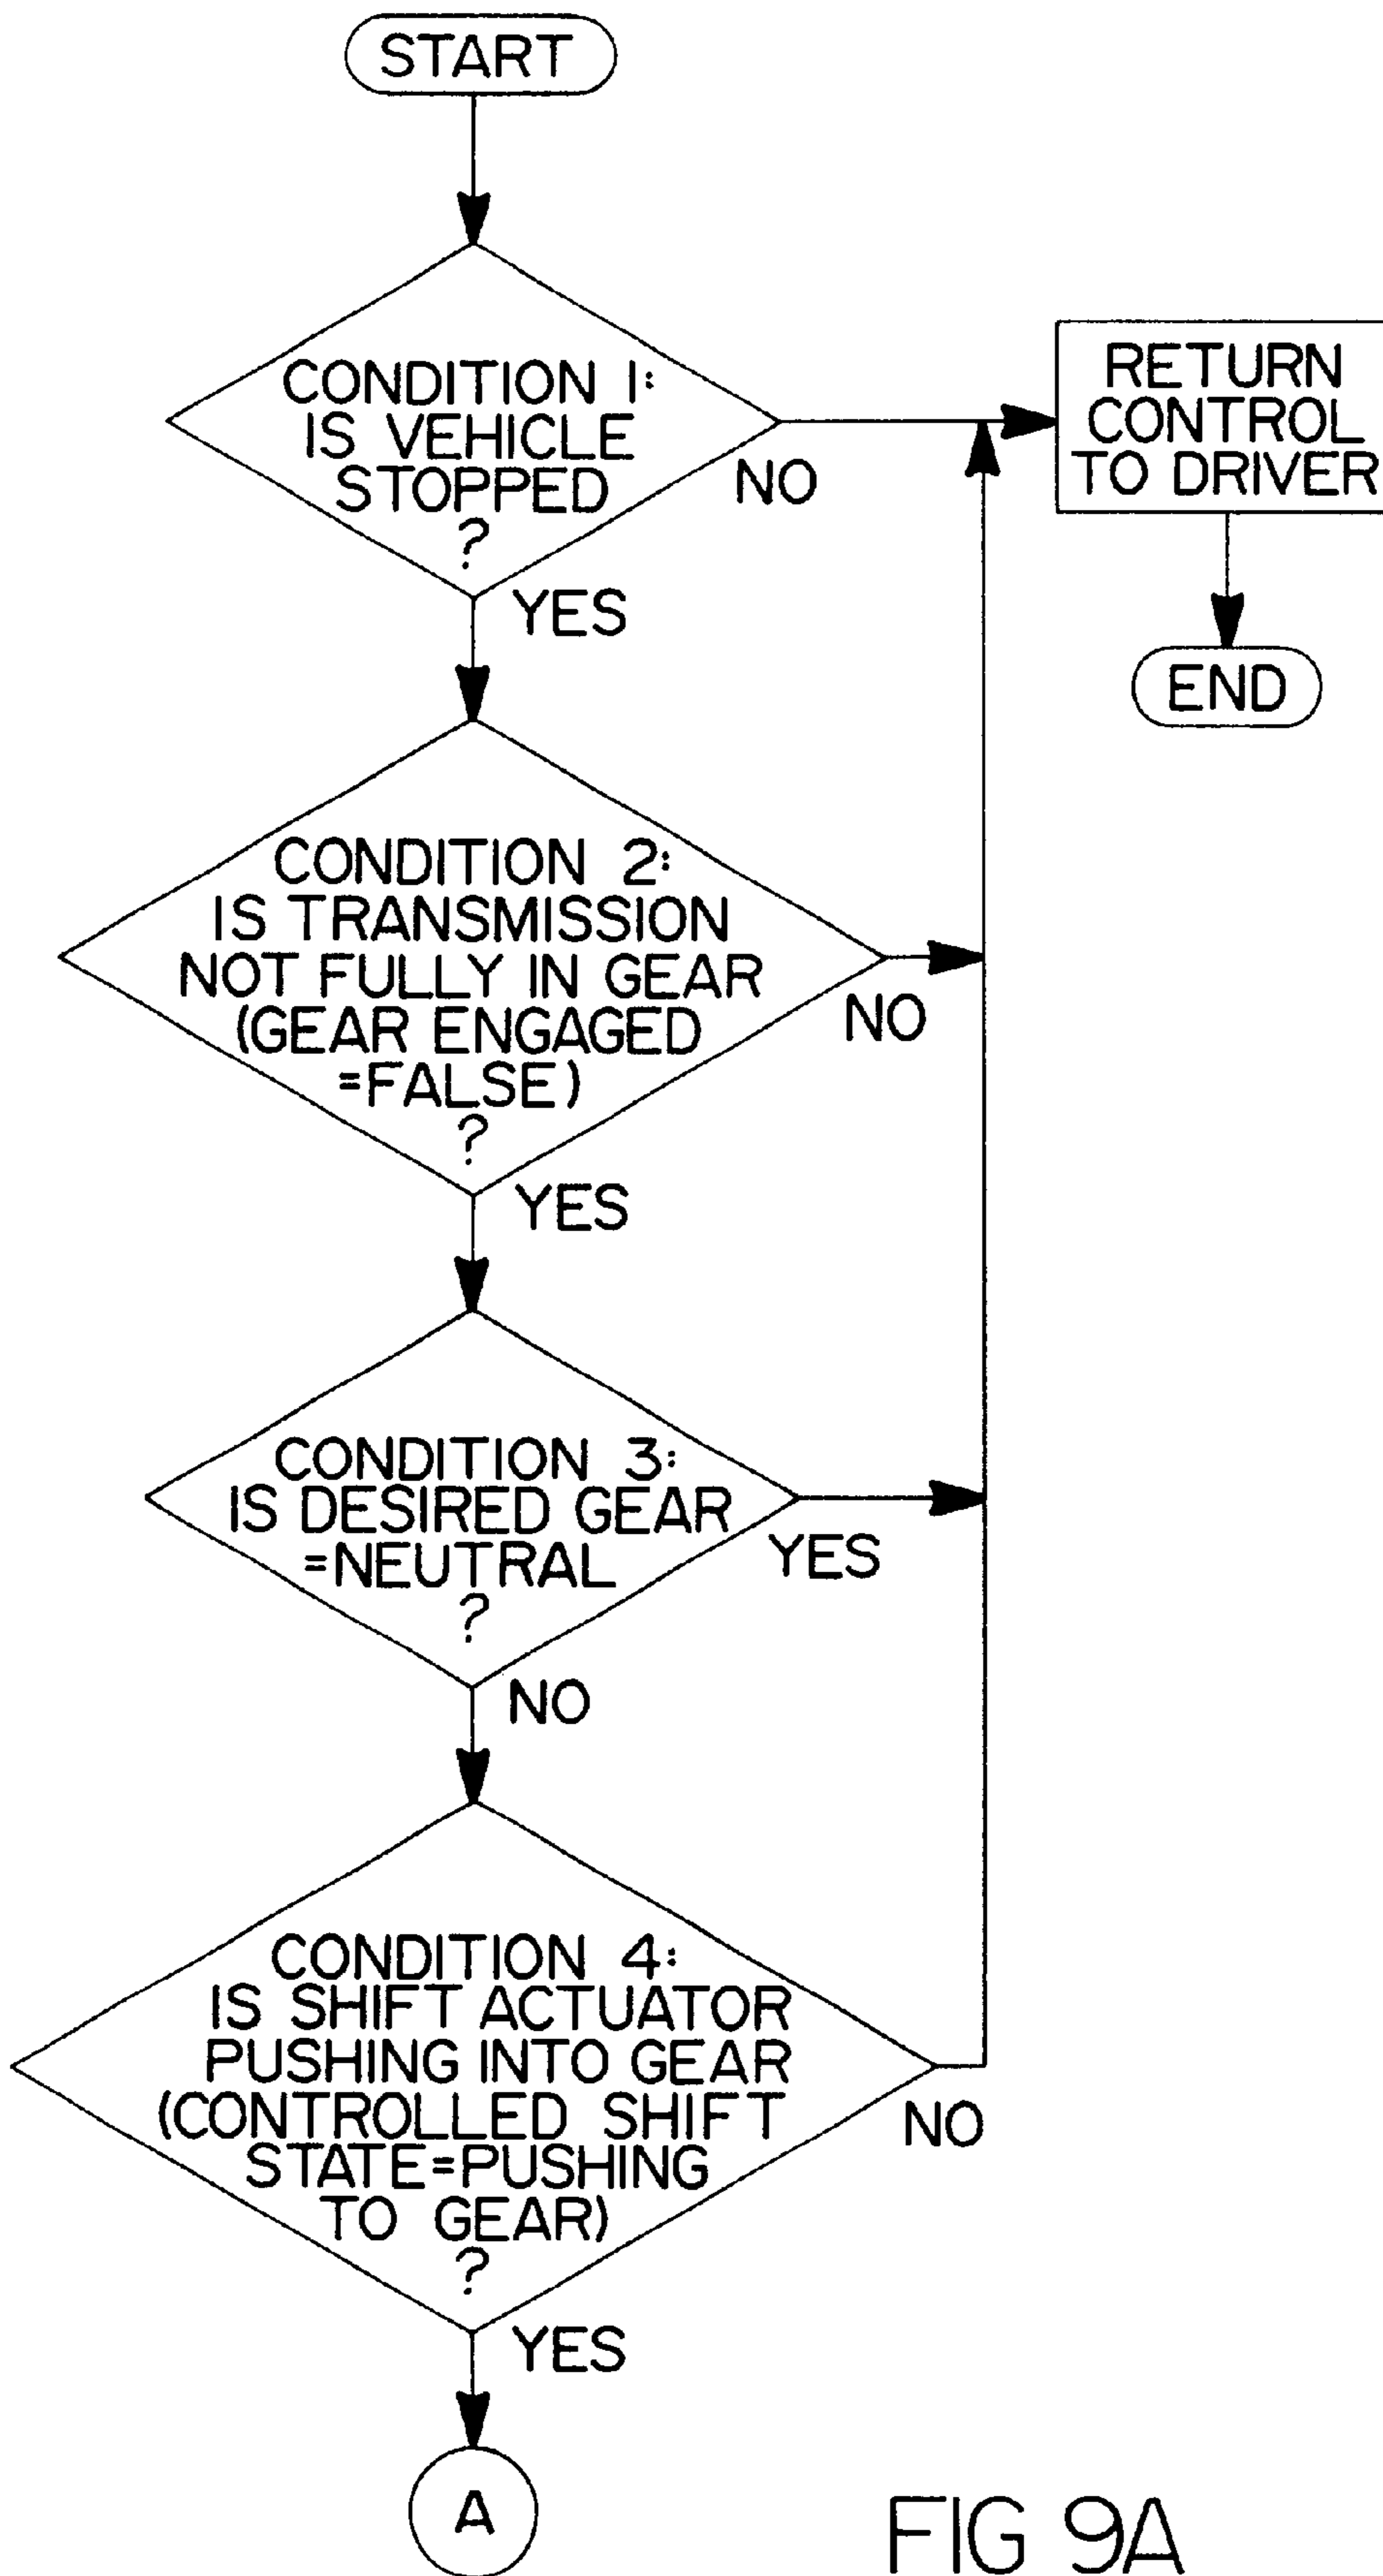 START
CONDITION 1:
IS VEHICLE
STOPPED
?
NO
YES
RETURN
CONTROL
TO DRIVER
END
CONDITION 2:
IS TRANSMISSION
NOT FULLY IN GEAR
(GEAR ENGAGED
=FALSE)
?
NO
YES
CONDITION 3:
IS DESIRED GEAR
=NEUTRAL
?
YES
NO
CONDITION 4:
IS SHIFT ACTUATOR
PUSHING INTO GEAR
(CONTROLLED SHIFT
STATE=PUSHING
TO GEAR)
?
NO
YES
A
FIG 9A